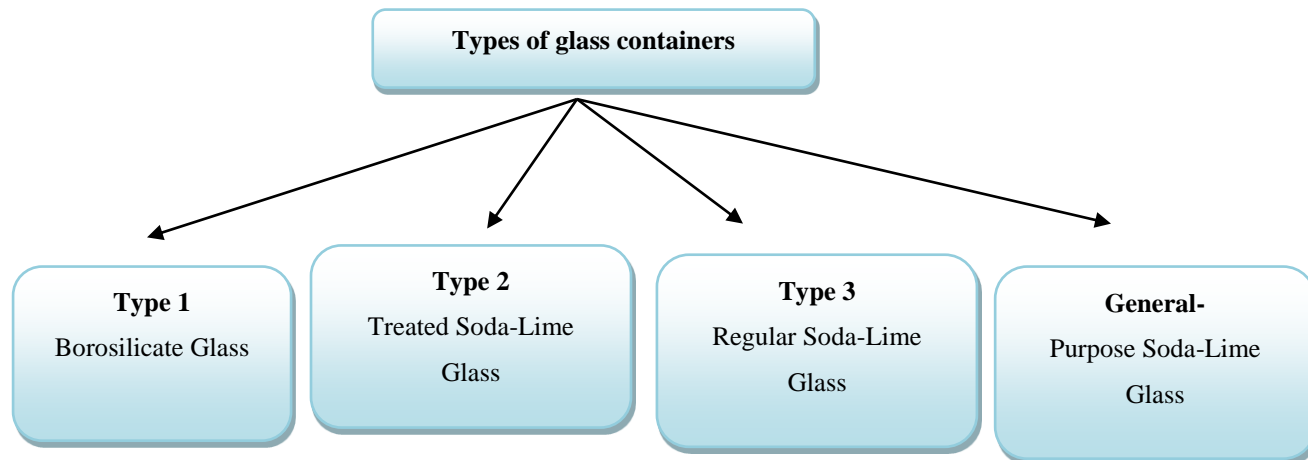 Types of glass containers
Type 1
Borosilicate Glass
Type 2
Treated Soda-Lime
Glass
Type 3
Regular Soda-Lime
Glass
General-
Purpose Soda-Lime
Glass